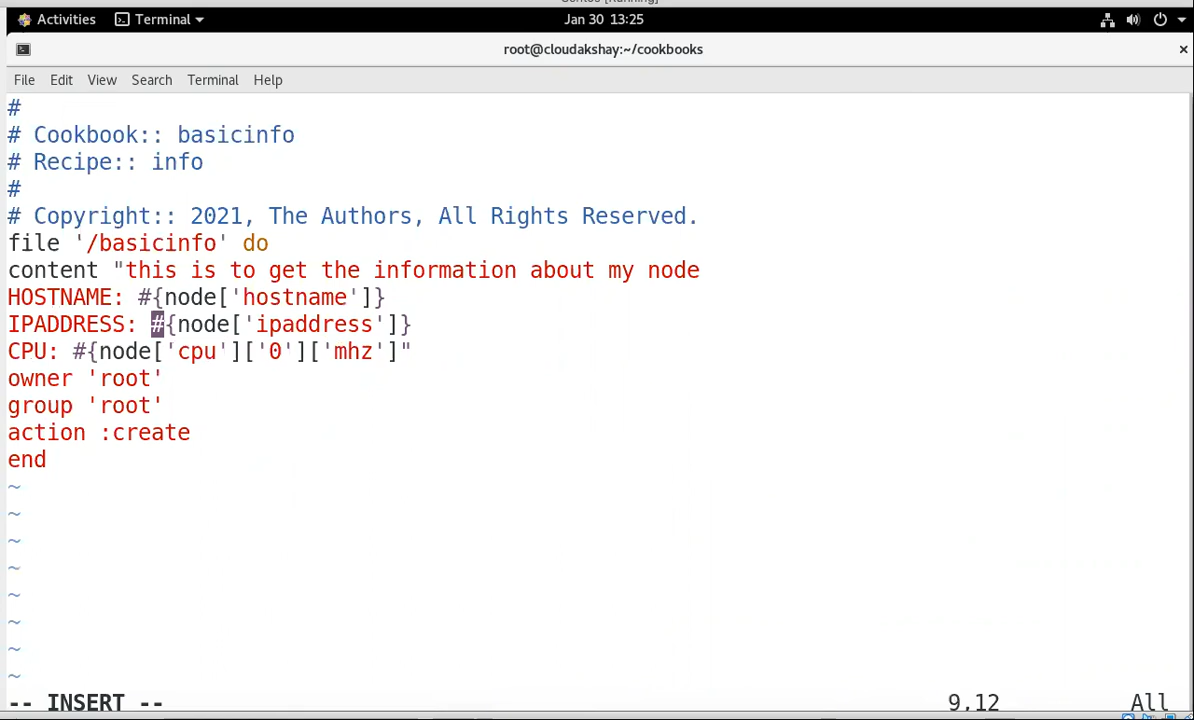 Activities Terminal Jan 30 13:25
root@cloudakshay:~/cookbooks ×
File Edit View Search Terminal Help
#
# Cookbook:: basicinfo
# Recipe:: info
#
# Copyright:: 2021, The Authors, All Rights Reserved.
file '/basicinfo' do
content "this is to get the information about my node
HOSTNAME: #{node['hostname']}
IPADDRESS: #{node['ipaddress']}
CPU: #{node['cpu']['0']['mhz']"
owner 'root'
group 'root'
action :create
end
~
~
~
~
~
~
~
~
-- INSERT -- 9,12 All